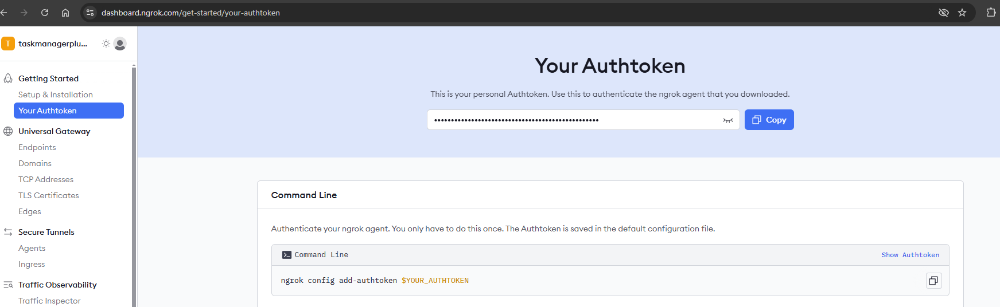 dashboard.ngrok.com/get-started/your-authtoken
T taskmanagerplu...
Getting Started
Setup & Installation
Your Authtoken
Universal Gateway
Endpoints
Domains
TCP Addresses
TLS Certificates
Edges
Secure Tunnels
Agents
Ingress
Traffic Observability
Traffic Inspector
Your Authtoken
This is your personal Authtoken. Use this to authenticate the ngrok agent that you downloaded.
Copy
Command Line
Authenticate your ngrok agent. You only have to do this once. The Authtoken is saved in the default configuration file.
Command Line Show Authtoken
ngrok config add-authtoken $YOUR_AUTHTOKEN